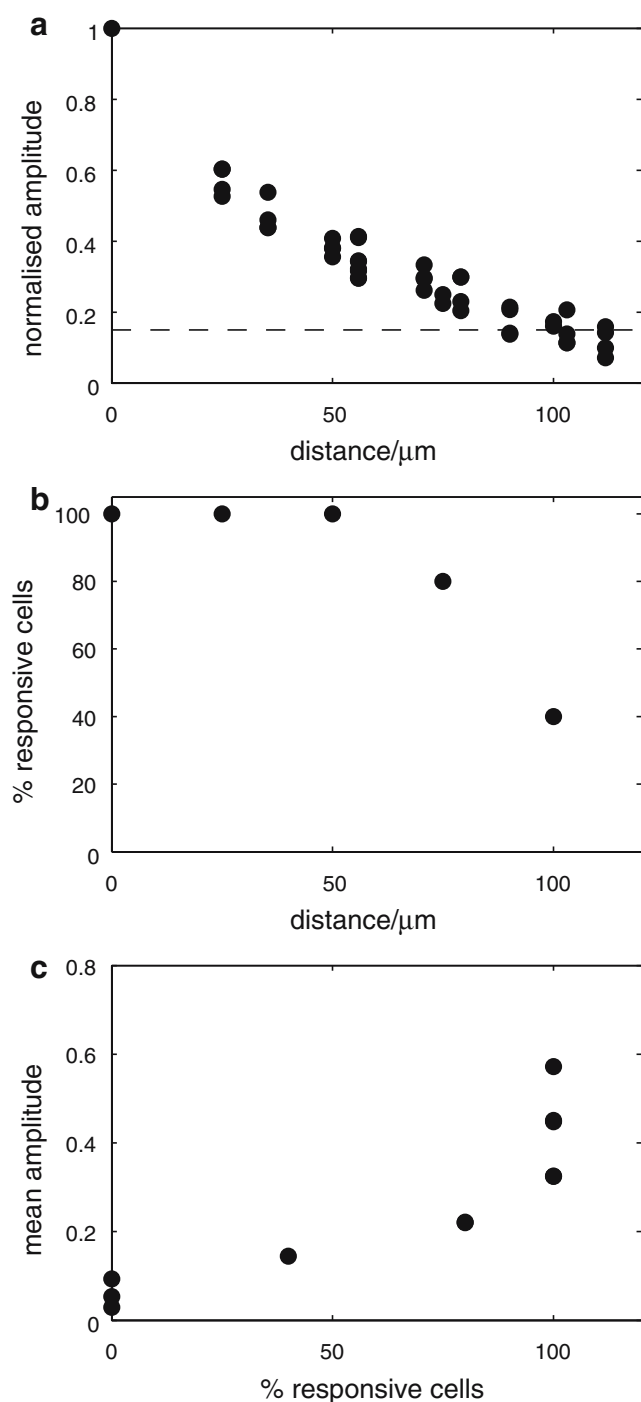 a
1
0.8
0.6
0.4
0.2
0
normalised amplitude
0 50 100
distance/μm
b
100
80
60
40
20
0
% responsive cells
0 50 100
distance/μm
c
0.8
0.6
0.4
0.2
0
mean amplitude
0 50 100
% responsive cells